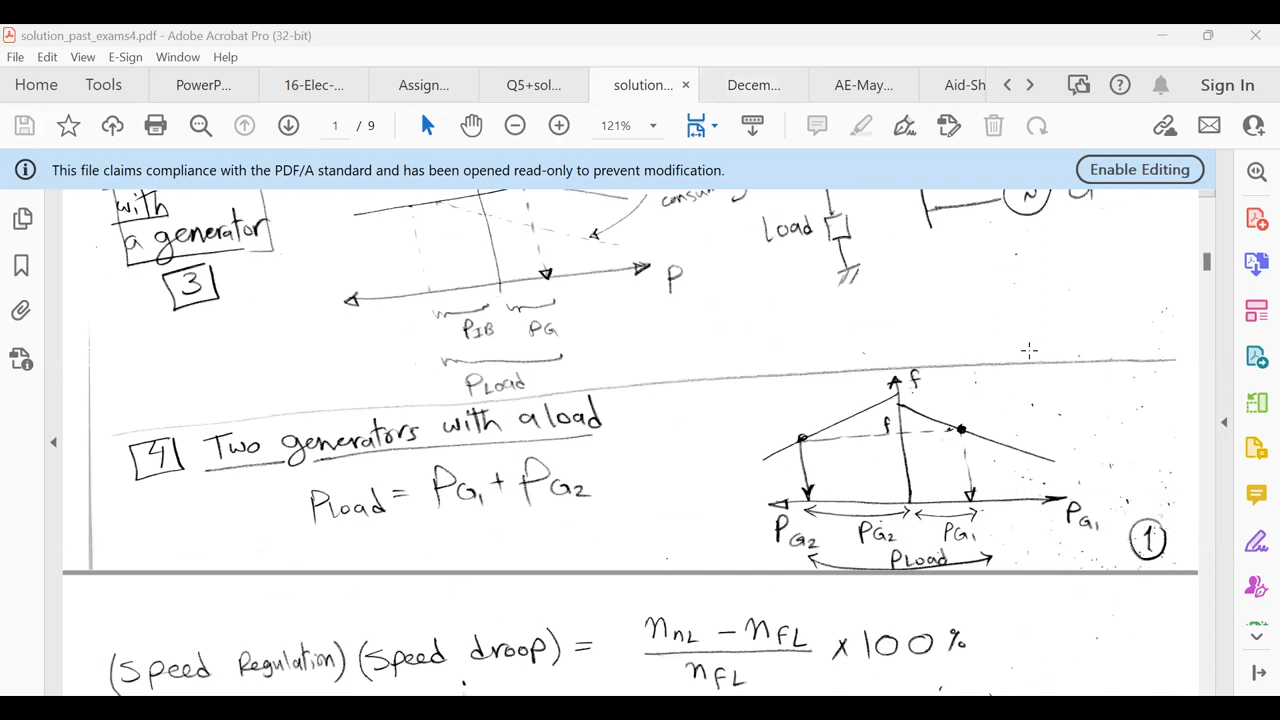 solution_past_exams4.pdf - Adobe Acrobat Pro (32-bit)
File Edit View E-Sign Window Help
Home Tools PowerP... 16-Elec-... Assign... Q5+sol... solution... × Decem... AE-May... Aid-Sh Sign In
1 / 9 121%
This file claims compliance with the PDF/A standard and has been opened read-only to prevent modification. Enable Editing
with
a generator
3
Load
P
PIB PG
PLoad
f
4 Two generators with a load
f
Pload = PG1 + PG2
PG2 PG2 PG1 PG1
PLoad
1
(Speed Regulation) (Speed droop) = nnL - nFL / nFL × 100 %